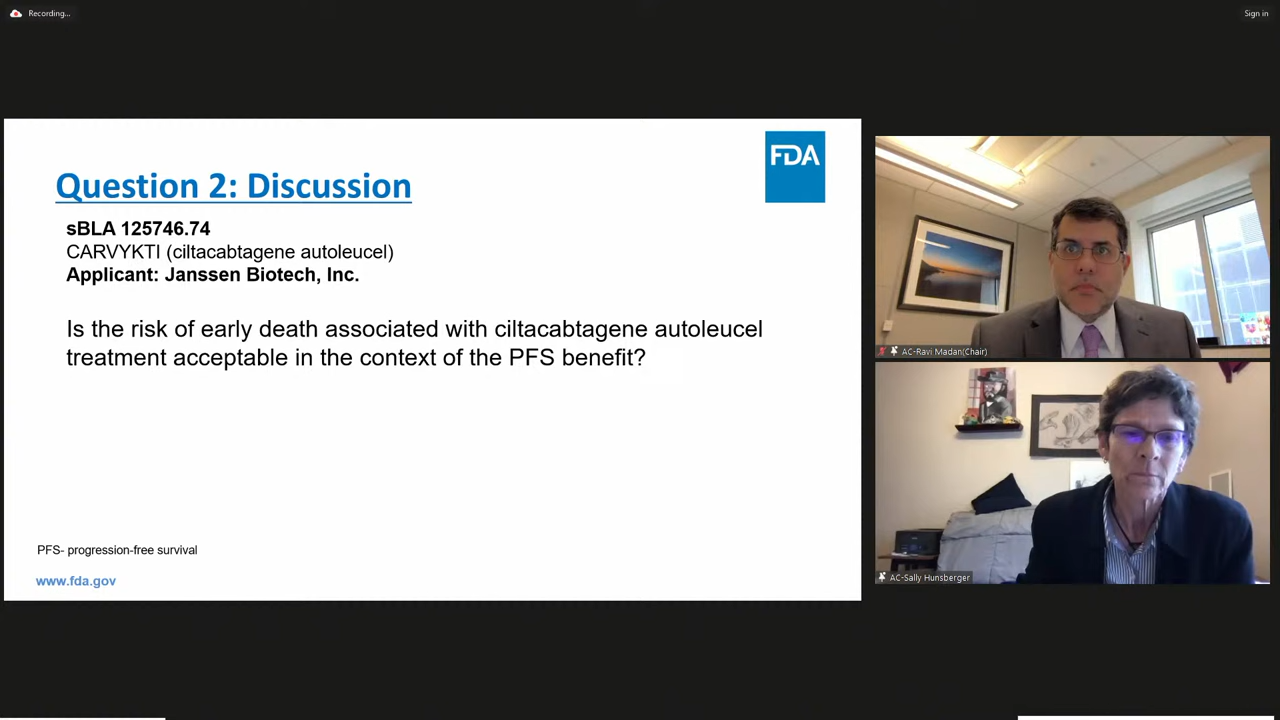 Recording...
Sign in
FDA
Question 2: Discussion
sBLA 125746.74
CARVYKTI (ciltacabtagene autoleucel)
Applicant: Janssen Biotech, Inc.
Is the risk of early death associated with ciltacabtagene autoleucel
treatment acceptable in the context of the PFS benefit?
PFS- progression-free survival
www.fda.gov
AC-Ravi Madan(Chair)
AC-Sally Hunsberger